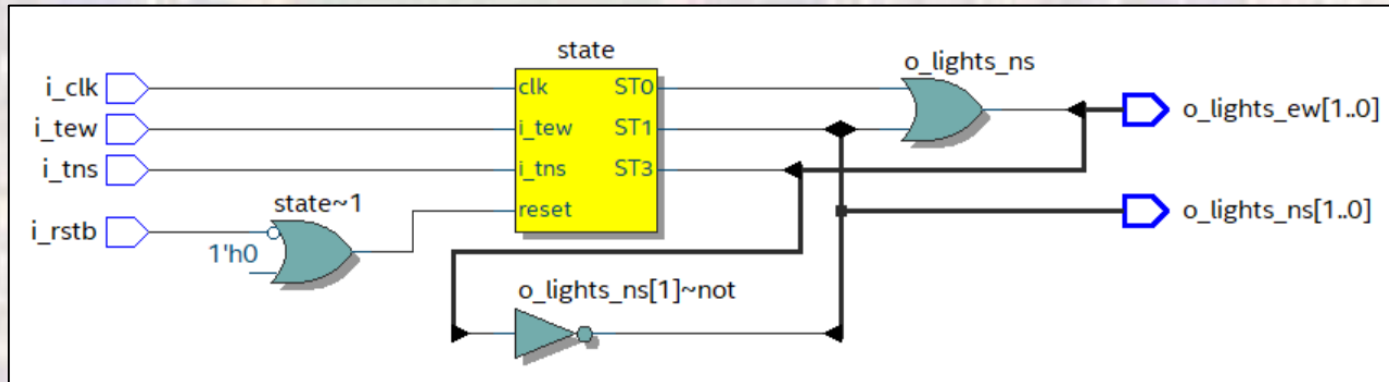 state
o_lights_ns
i_clk
clk
ST0
o_lights_ew[1..0]
i_tew
i_tew
ST1
i_tns
i_tns
ST3
state~1
reset
o_lights_ns[1..0]
i_rstb
1'h0
o_lights_ns[1]~not